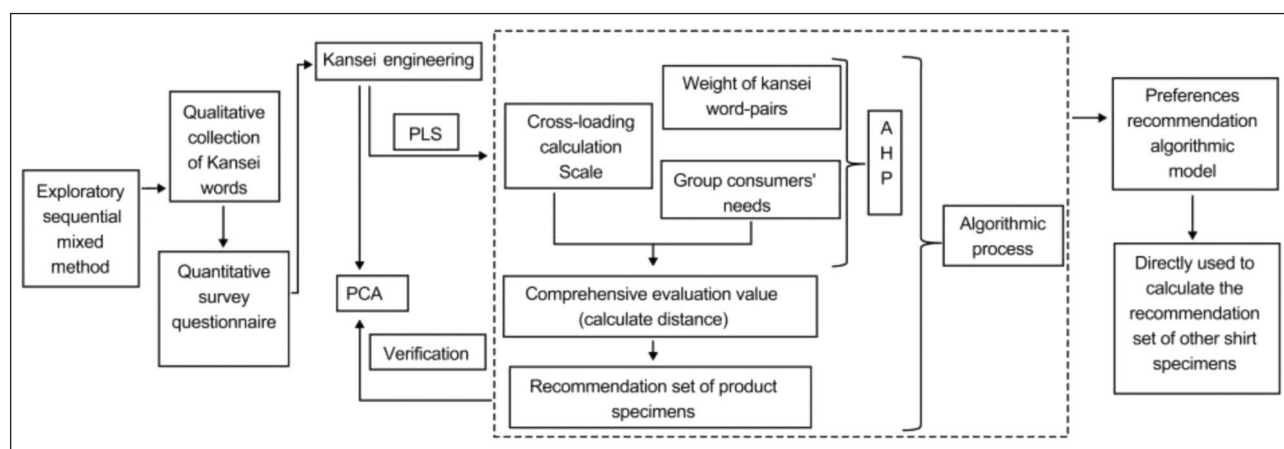 Exploratory
sequential
mixed
method
Qualitative
collection
of Kansei
words
Quantitative
survey
questionnaire
Kansei engineering
PLS
PCA
Verification
Cross-loading
calculation
Scale
Weight of kansei
word-pairs
Group consumers'
needs
A
H
P
Comprehensive evaluation value
(calculate distance)
Recommendation set of product
specimens
Algorithmic
process
Preferences
recommendation
algorithmic
model
Directly used to
calculate the
recommendation
set of other shirt
specimens